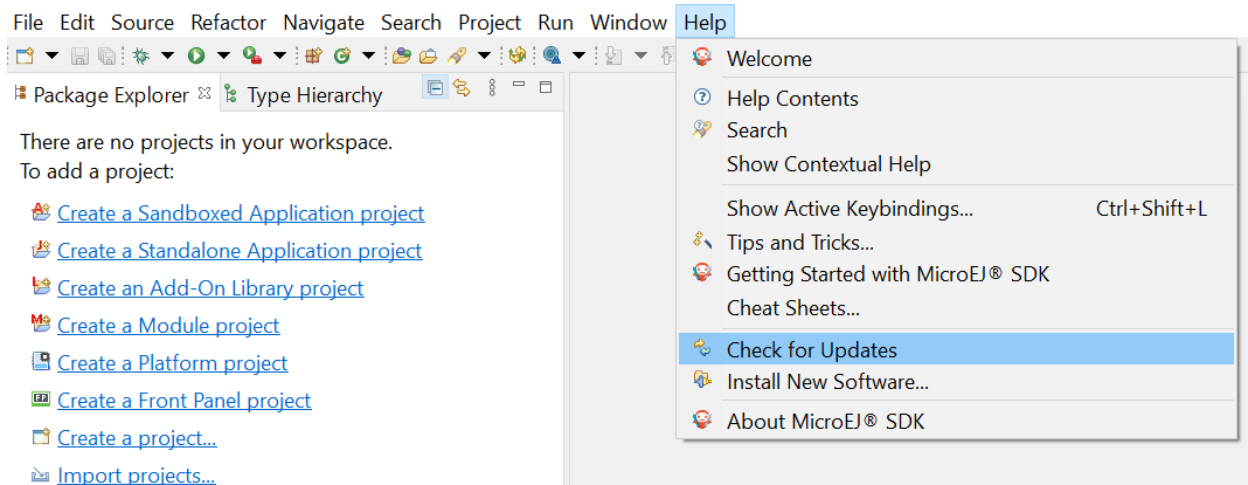 File Edit Source Refactor Navigate Search Project Run Window Help
Package Explorer Type Hierarchy
There are no projects in your workspace.
To add a project:
Create a Sandboxed Application project
Create a Standalone Application project
Create an Add-On Library project
Create a Module project
Create a Platform project
Create a Front Panel project
Create a project...
Import projects...
Welcome
Help Contents
Search
Show Contextual Help
Show Active Keybindings... Ctrl+Shift+L
Tips and Tricks...
Getting Started with MicroEJ® SDK
Cheat Sheets...
Check for Updates
Install New Software...
About MicroEJ® SDK